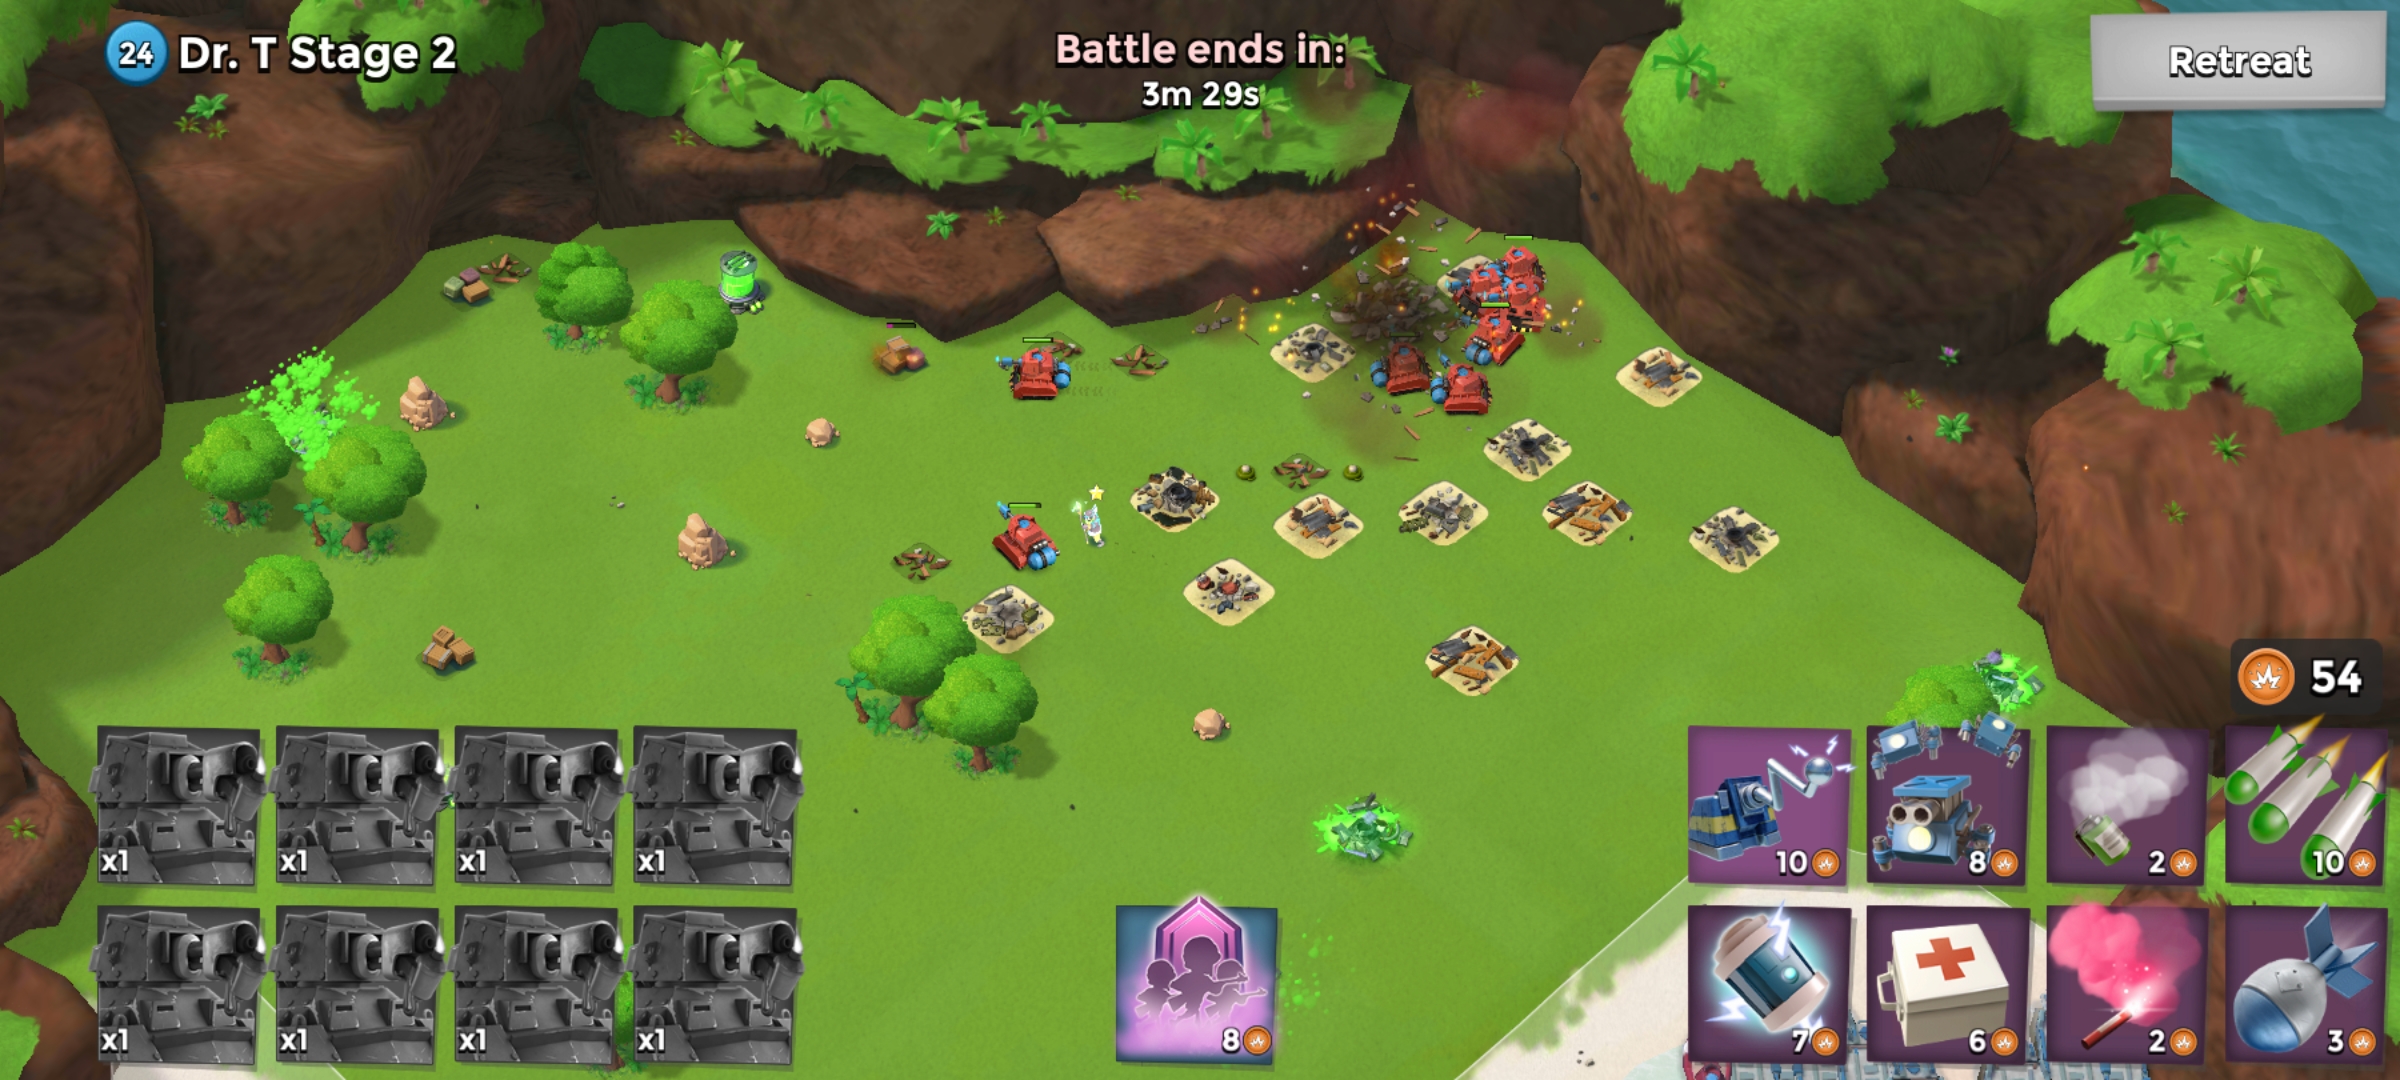 24 Dr. T Stage 2
Battle ends in:
3m 29s
Retreat
54
x1 x1 x1 x1
10 8 2 10
x1 x1 x1 x1
8
7 6 2 3